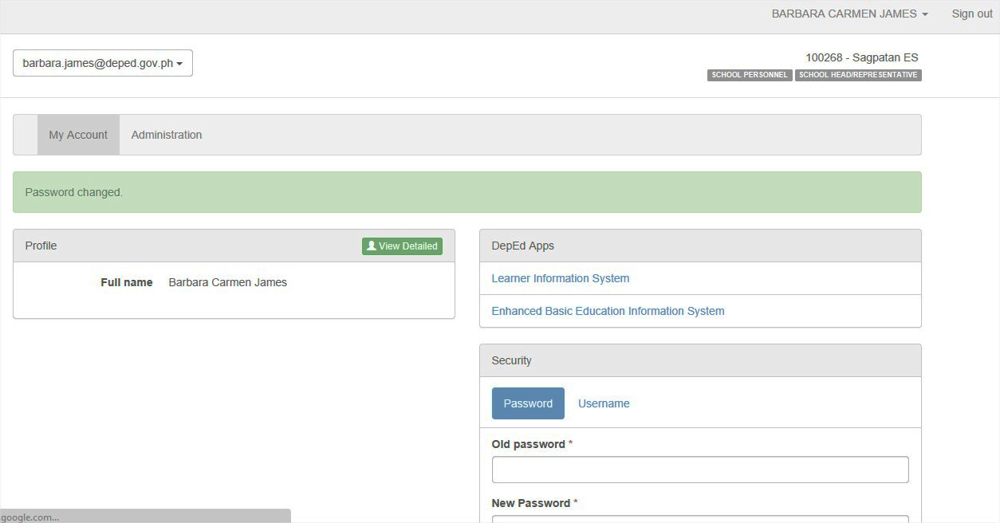 BARBARA CARMEN JAMES Sign out
barbara.james@deped.gov.ph
100268 - Sagpatan ES
SCHOOL PERSONNEL SCHOOL HEAD/REPRESENTATIVE
My Account Administration
Password changed.
Profile View Detailed
Full name Barbara Carmen James
DepEd Apps
Learner Information System
Enhanced Basic Education Information System
Security
Password Username
Old password *
New Password *
google.com...